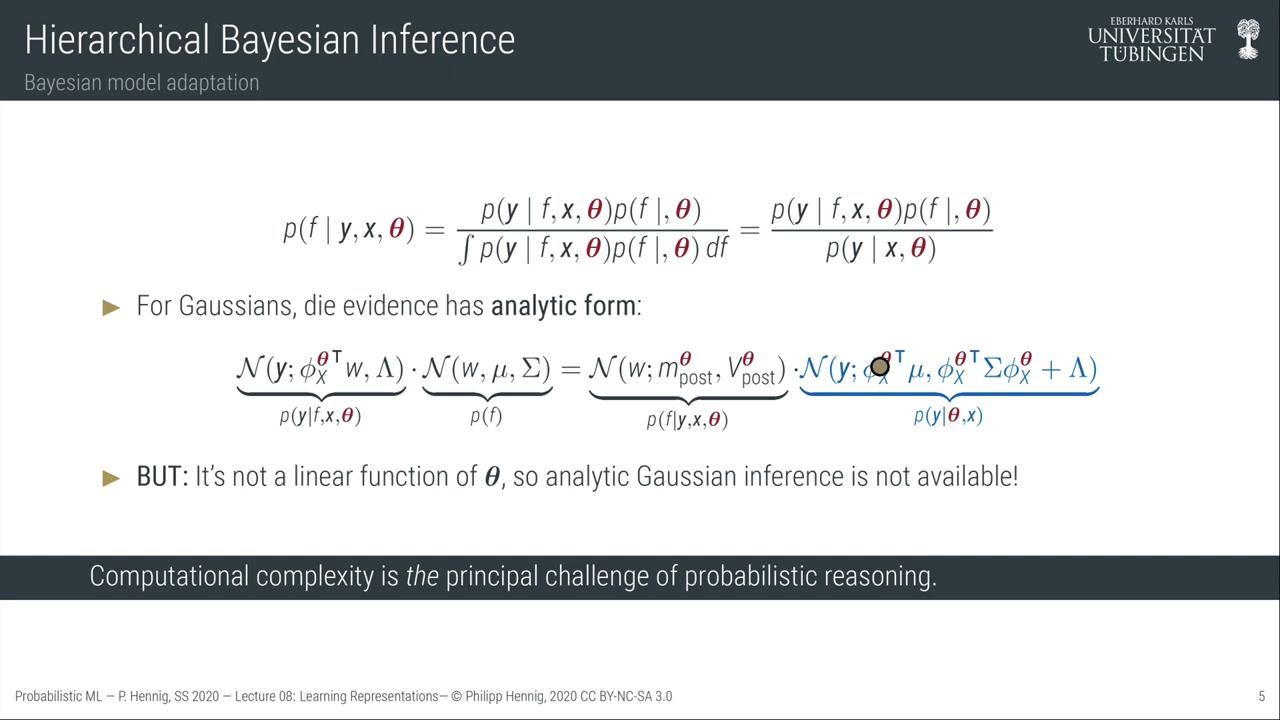 Hierarchical Bayesian Inference
Bayesian model adaptation
EBERHARD KARLS
UNIVERSITÄT
TÜBINGEN
p(f | y, x, θ) = p(y | f, x, θ)p(f |, θ) / ∫ p(y | f, x, θ)p(f |, θ) df = p(y | f, x, θ)p(f |, θ) / p(y | x, θ)
► For Gaussians, die evidence has analytic form:
𝒩(y; ϕ_X^θ⊤ w, Λ) · 𝒩(w, μ, Σ) = 𝒩(w; m_post^θ, V_post^θ) · 𝒩(y; ϕ_X^θ⊤ μ, ϕ_X^θ⊤ Σϕ_X^θ + Λ)
p(y|f,x,θ) p(f) p(f|y,x,θ) p(y|θ,x)
► BUT: It's not a linear function of θ, so analytic Gaussian inference is not available!
Computational complexity is the principal challenge of probabilistic reasoning.
Probabilistic ML — P. Hennig, SS 2020 — Lecture 08: Learning Representations— © Philipp Hennig, 2020 CC BY-NC-SA 3.0
5